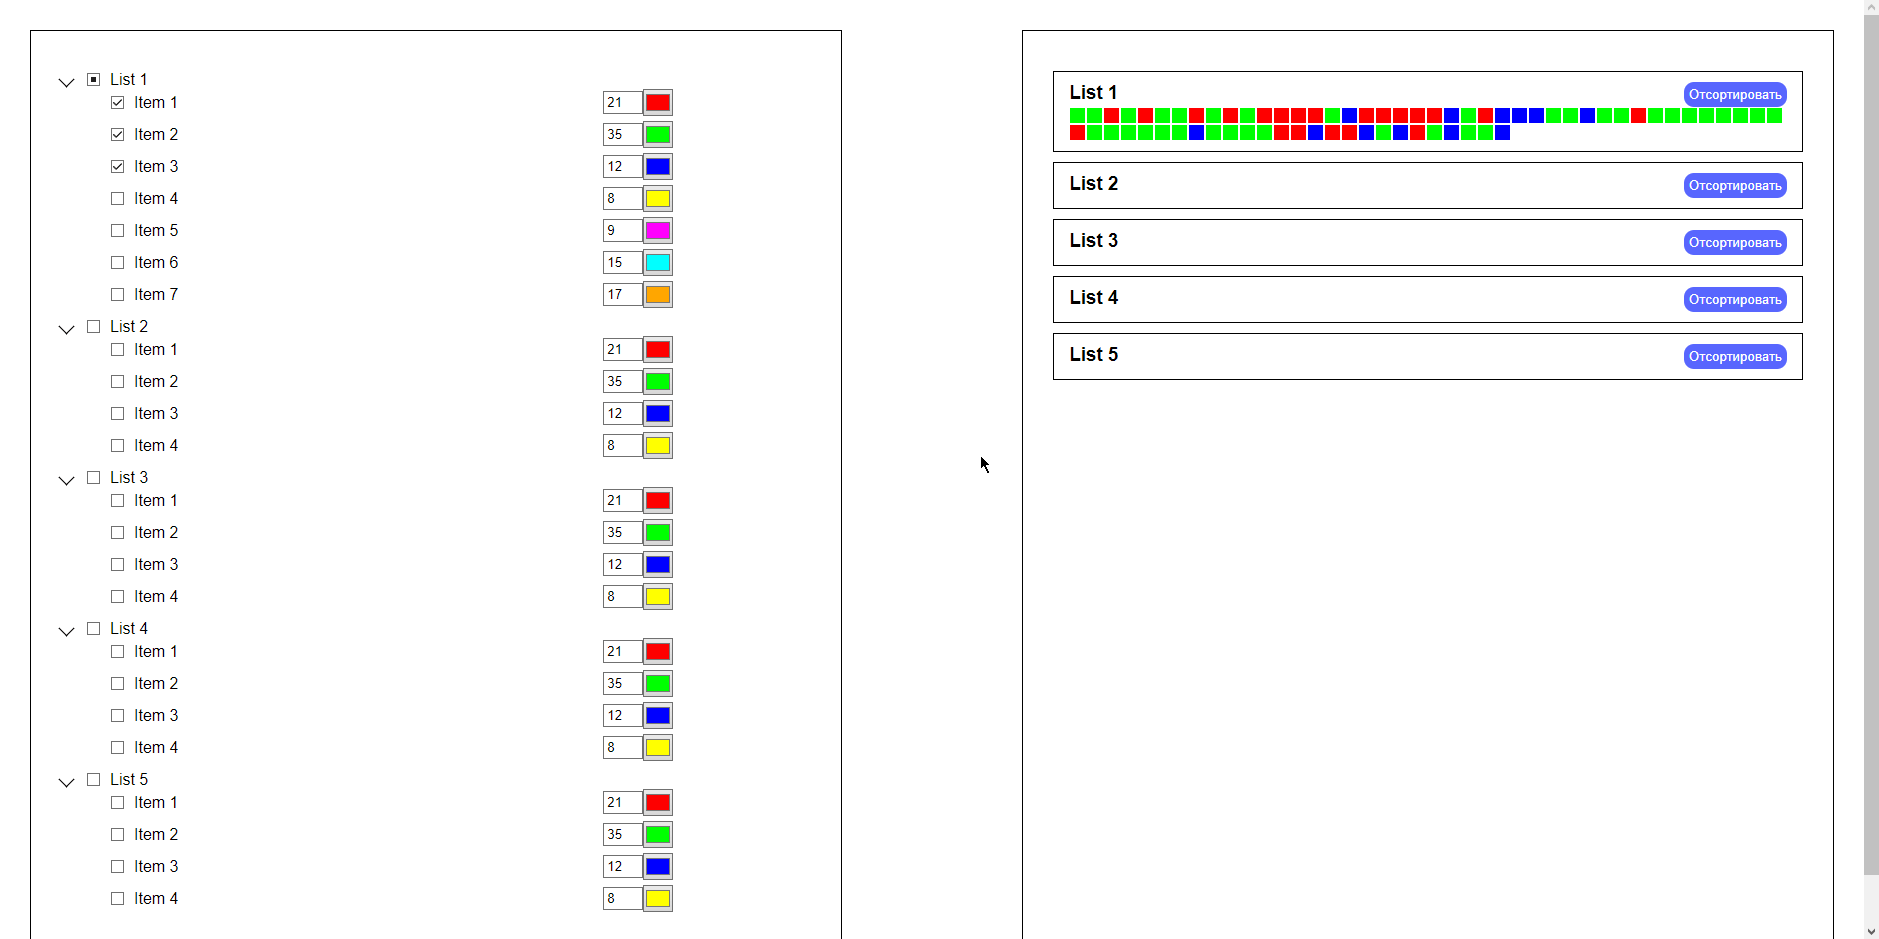 List 1
Item 1 21
Item 2 35
Item 3 12
Item 4 8
Item 5 9
Item 6 15
Item 7 17
List 2
Item 1 21
Item 2 35
Item 3 12
Item 4 8
List 3
Item 1 21
Item 2 35
Item 3 12
Item 4 8
List 4
Item 1 21
Item 2 35
Item 3 12
Item 4 8
List 5
Item 1 21
Item 2 35
Item 3 12
Item 4 8
List 1 Отсортировать
List 2 Отсортировать
List 3 Отсортировать
List 4 Отсортировать
List 5 Отсортировать